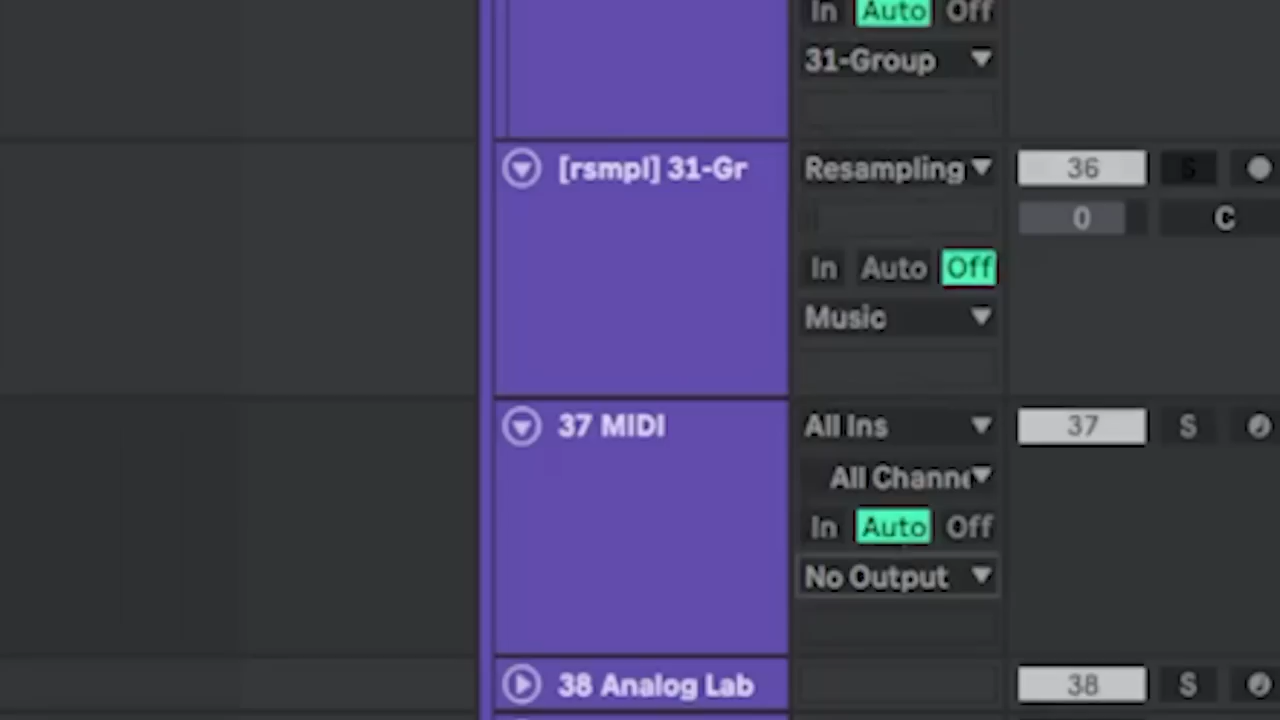 In Auto Off
31-Group
[rsmpl] 31-Gr Resampling 36 S
0 C
In Auto Off
Music
37 MIDI All Ins 37 S
All Channe
In Auto Off
No Output
38 Analog Lab 38 S